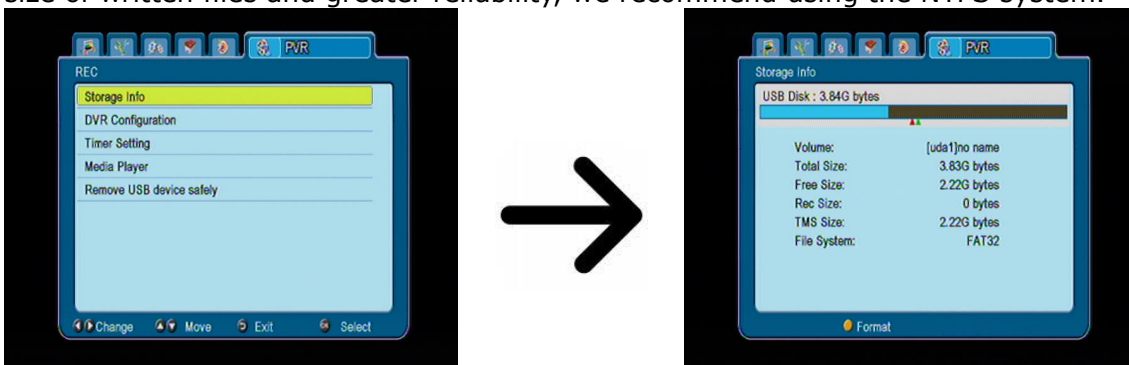 size of written files and greater reliability, we recommend using the NTFS system.
PVR
REC
Storage Info
DVR Configuration
Timer Setting
Media Player
Remove USB device safely
Change Move Exit Select
PVR
Storage Info
USB Disk : 3.84G bytes
Volume: [uda1]no name
Total Size: 3.83G bytes
Free Size: 2.22G bytes
Rec Size: 0 bytes
TMS Size: 2.22G bytes
File System: FAT32
Format